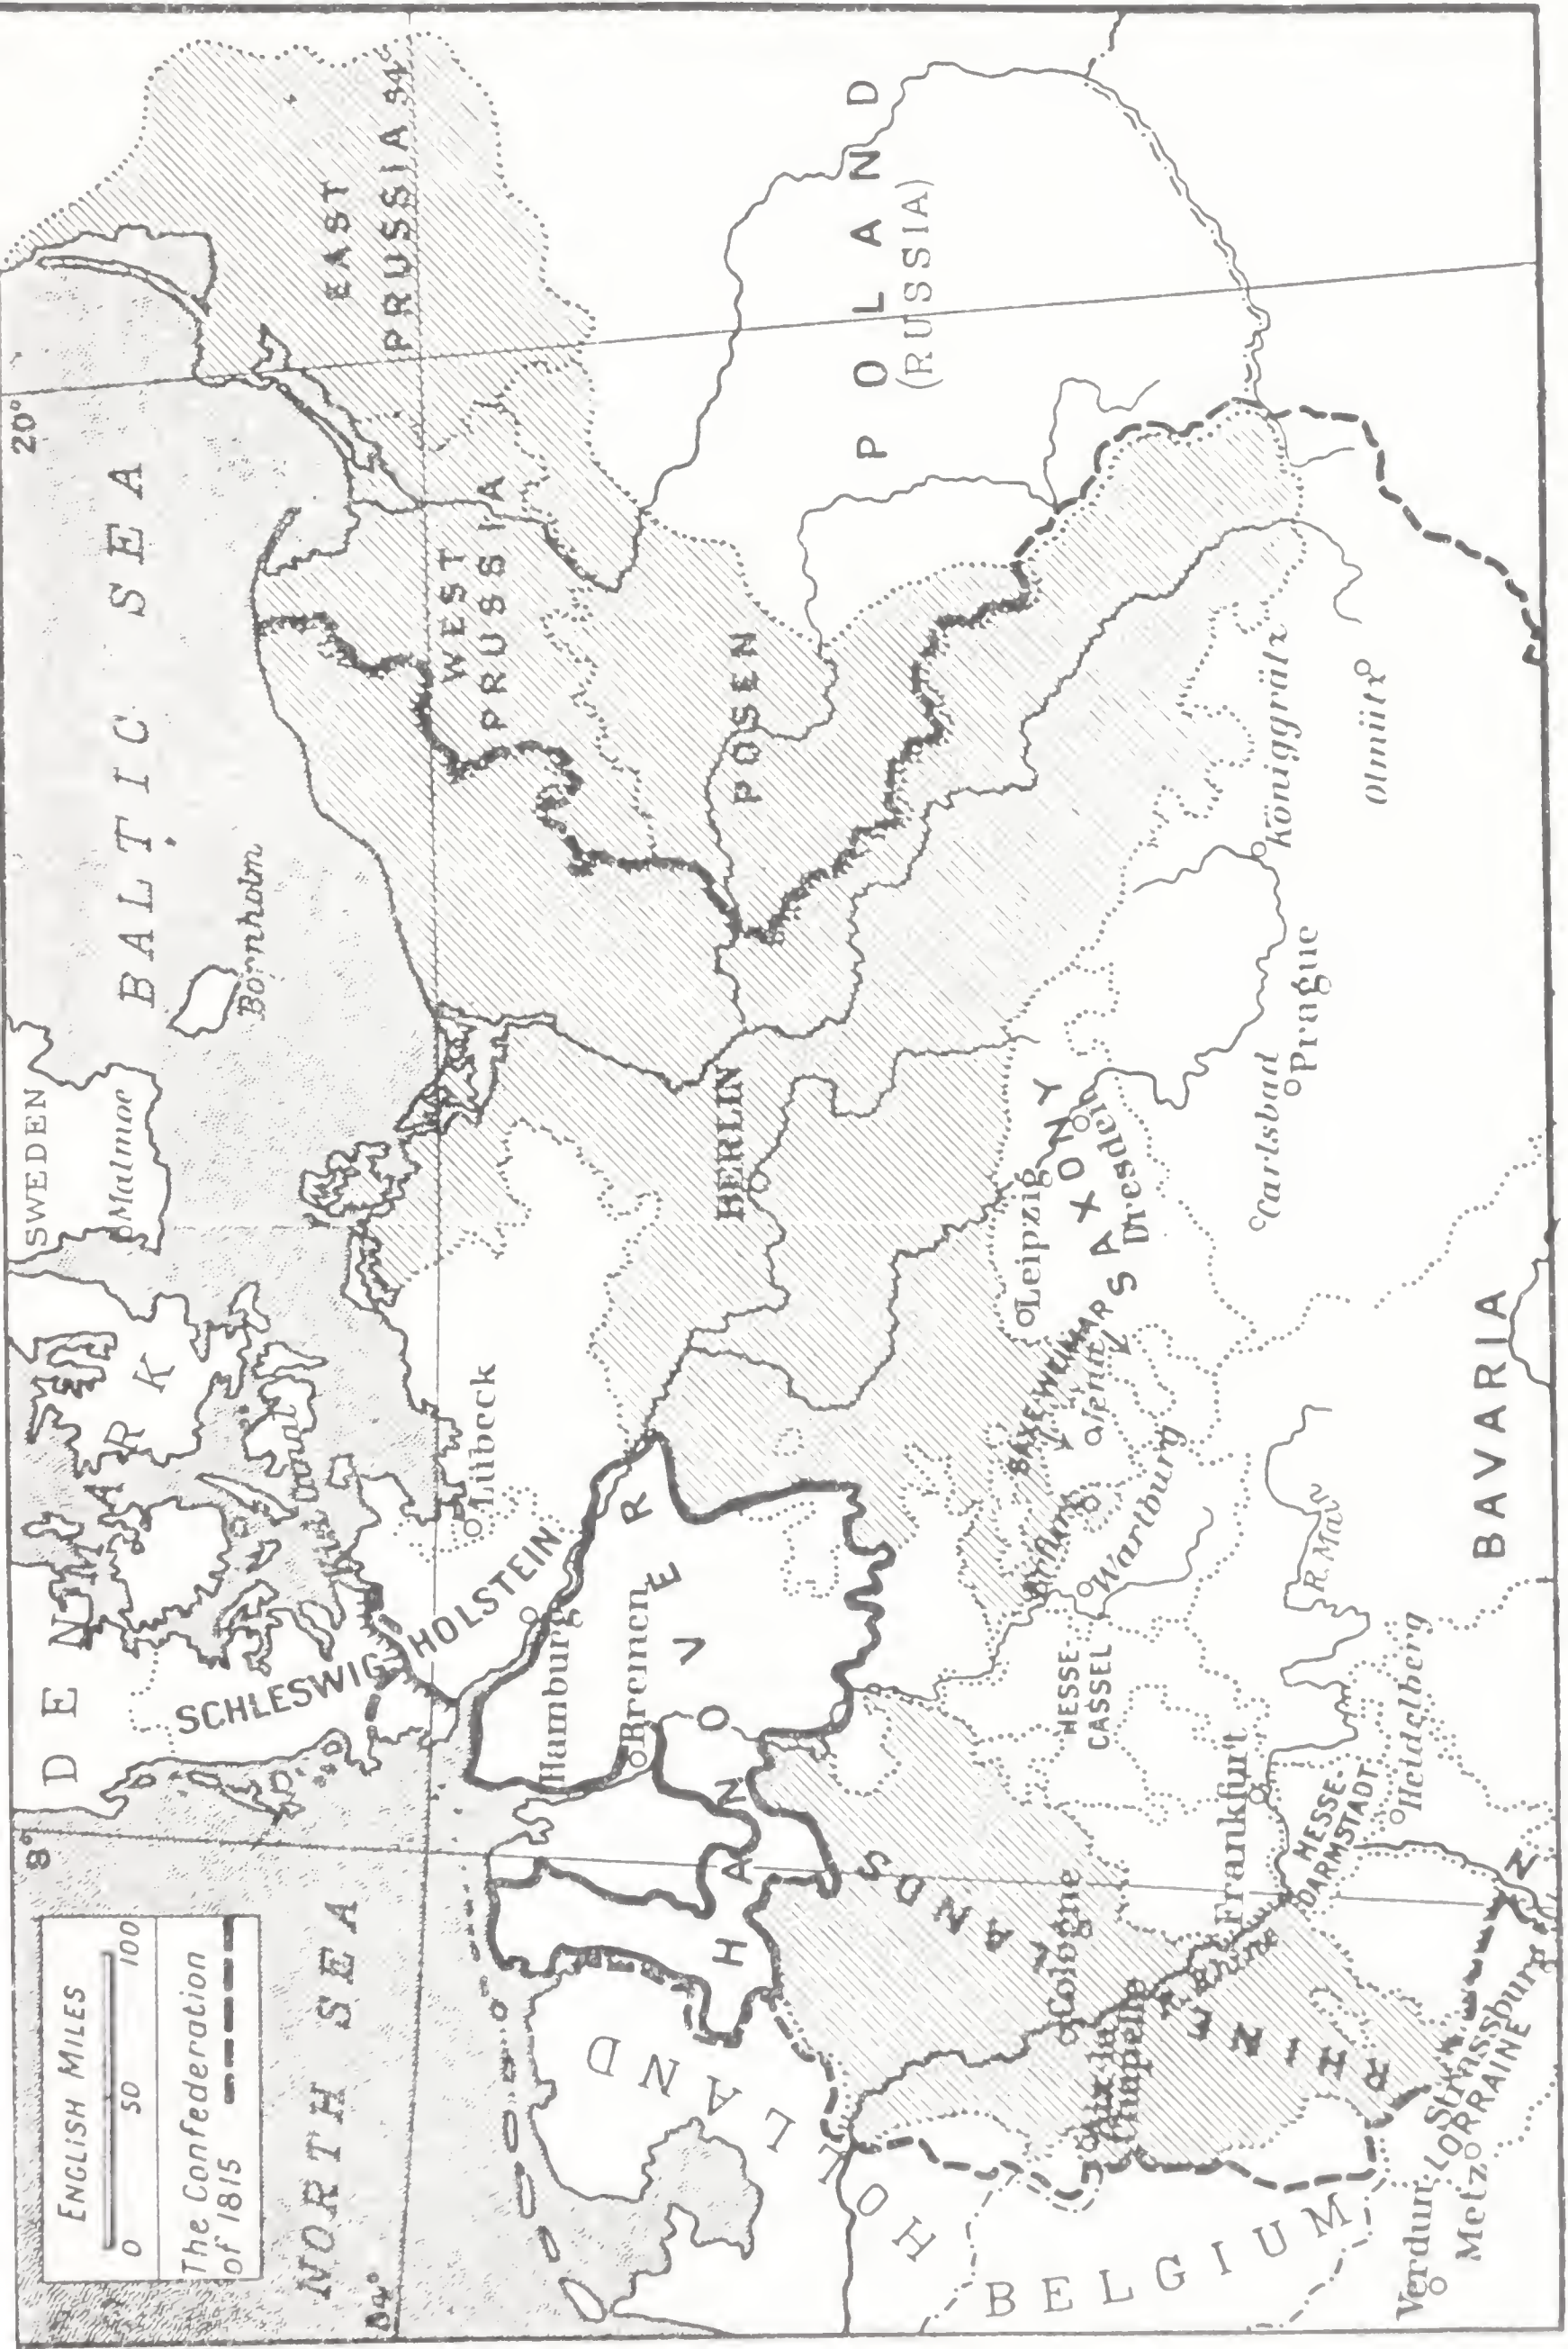 ENGLISH MILES
0 50 100
The Confederation
of 1815
8°
20°
54°
54°
NORTH SEA
DENMARK
SWEDEN
Malmoe
BALTIC SEA
Bornholm
SCHLESWIG
HOLSTEIN
Lübeck
Hamburg
Bremen
HANOVER
HOLLAND
BELGIUM
EAST
PRUSSIA
WEST
PRUSSIA
POSEN
POLAND
(RUSSIA)
BERLIN
Leipzig
SAXONY
Dresden
SAXE WEIMAR
Jena
Erfurt
Wartburg
HESSE-
CASSEL
RHINE LANDS
Cologne
Aix-la
Chapelle
Frankfurt
HESSE-
DARMSTADT
R. Main
Heidelberg
Carlsbad
Prague
Königgrätz
Olmütz
BAVARIA
Verdun
Metz
LORRAINE
Strassburg